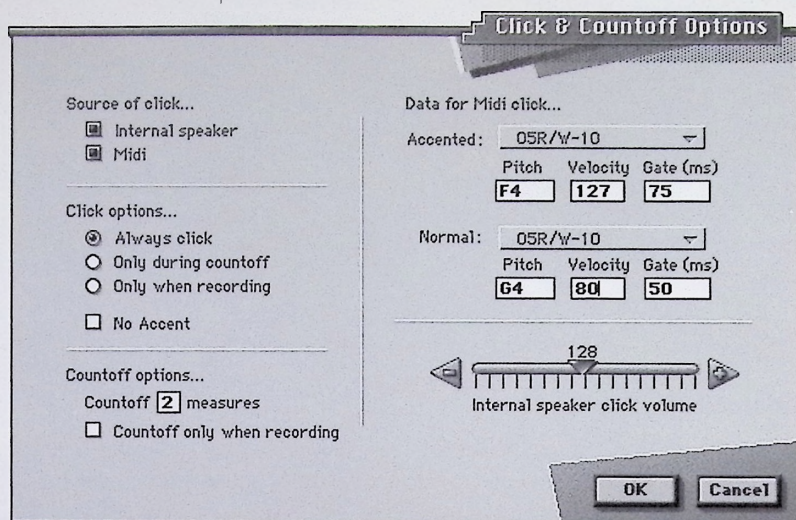 Click & Countoff Options
Source of click...
Internal speaker
Midi
Click options...
Always click
Only during countoff
Only when recording
No Accent
Countoff options...
Countoff 2 measures
Countoff only when recording
Data for Midi click...
Accented: 05R/W-10
Pitch Velocity Gate (ms)
F4 127 75
Normal: 05R/W-10
Pitch Velocity Gate (ms)
G4 80 50
128
Internal speaker click volume
OK Cancel